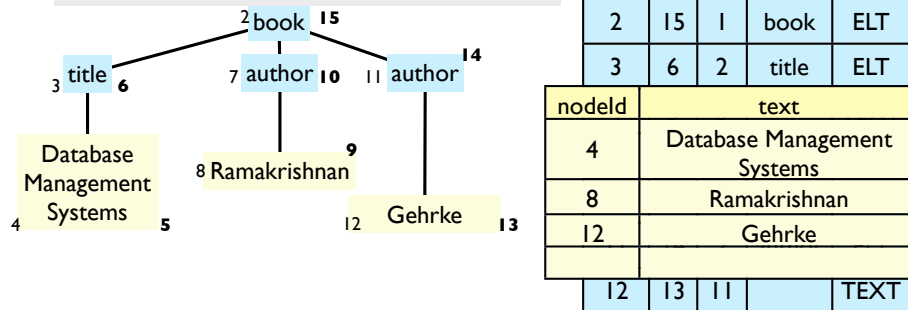 2 book 15
3 title 6
7 author 10
11 author 14
Database
Management
Systems
4 5
8 Ramakrishnan 9
12 Gehrke 13
2 15 1 book ELT
3 6 2 title ELT
nodeId text
4 Database Management
Systems
8 Ramakrishnan
12 Gehrke
12 13 11 TEXT